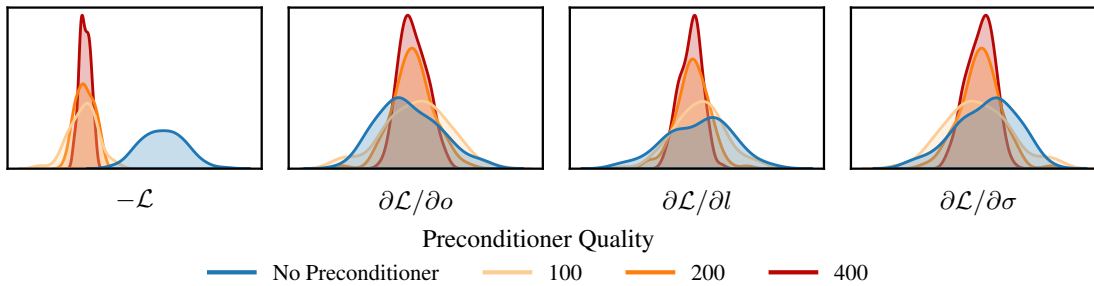 −ℒ
∂ℒ/∂o
∂ℒ/∂l
∂ℒ/∂σ
Preconditioner Quality
No Preconditioner
100
200
400